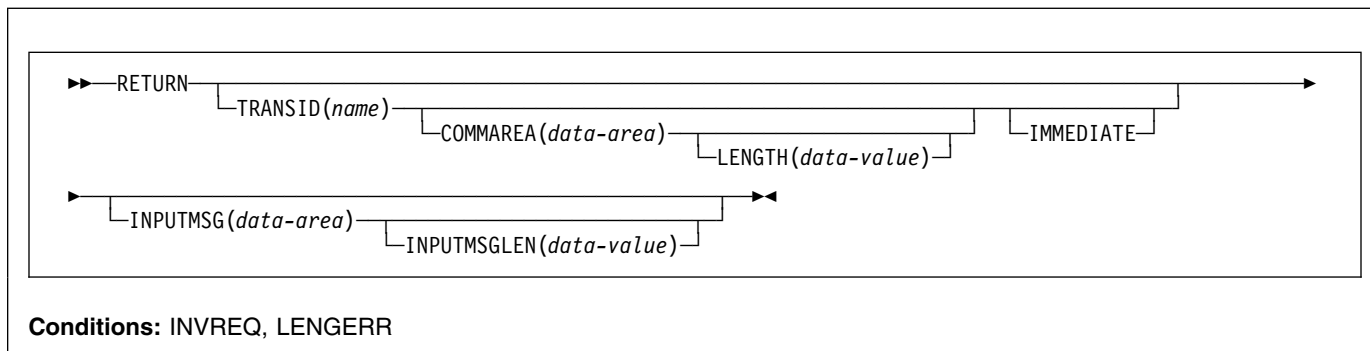 RETURN
TRANSID(name)
COMMAREA(data-area)
IMMEDIATE
LENGTH(data-value)
INPUTMSG(data-area)
INPUTMSGLEN(data-value)
Conditions: INVREQ, LENGERR